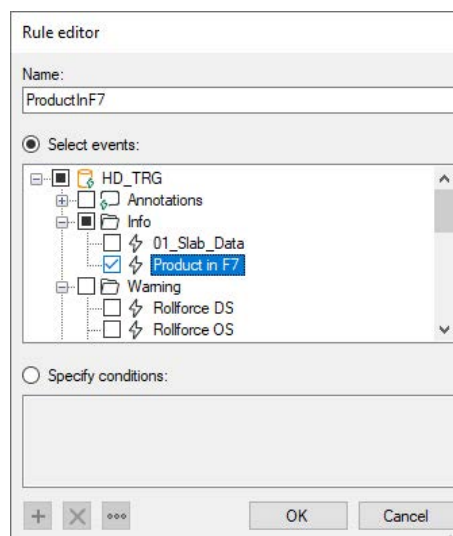 Rule editor
Name:
ProductInF7
Select events:
HD_TRG
Annotations
Info
01_Slab_Data
Product in F7
Warning
Rollforce DS
Rollforce OS
Specify conditions:
OK Cancel